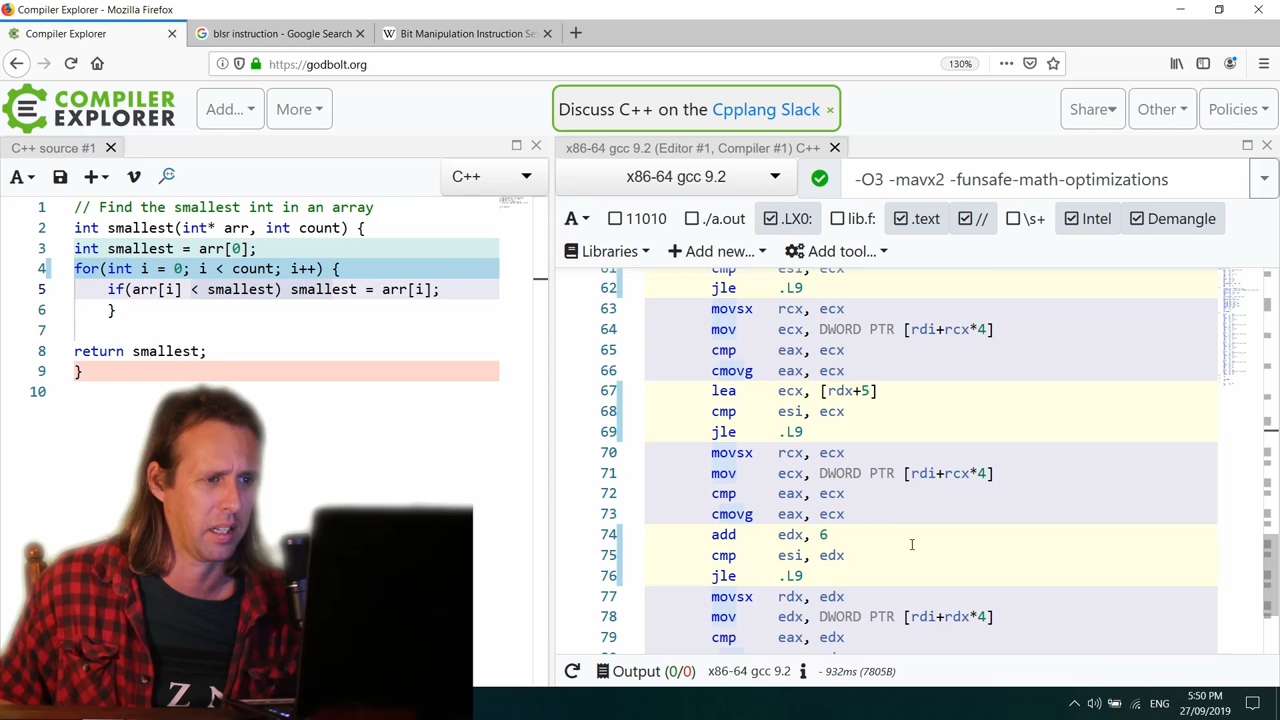 Compiler Explorer - Mozilla Firefox
Compiler Explorer
blsr instruction - Google Search
W Bit Manipulation Instruction Se
https://godbolt.org
130%
COMPILER
EXPLORER
Add...
More
Discuss C++ on the Cpplang Slack ×
Share
Other
Policies
C++ source #1
x86-64 gcc 9.2 (Editor #1, Compiler #1) C++
A
C++
x86-64 gcc 9.2
-O3 -mavx2 -funsafe-math-optimizations
A 11010 ./a.out .LX0: lib.f: .text // \s+ Intel Demangle
Libraries + Add new... Add tool...
1 // Find the smallest int in an array
2 int smallest(int* arr, int count) {
3 int smallest = arr[0];
4 for(int i = 0; i < count; i++) {
5 if(arr[i] < smallest) smallest = arr[i];
6 }
7
8 return smallest;
9 }
10
61 cmp esi, ecx
62 jle .L9
63 movsx rcx, ecx
64 mov ecx, DWORD PTR [rdi+rcx*4]
65 cmp eax, ecx
66 cmovg eax, ecx
67 lea ecx, [rdx+5]
68 cmp esi, ecx
69 jle .L9
70 movsx rcx, ecx
71 mov ecx, DWORD PTR [rdi+rcx*4]
72 cmp eax, ecx
73 cmovg eax, ecx
74 add edx, 6
75 cmp esi, edx
76 jle .L9
77 movsx rdx, edx
78 mov edx, DWORD PTR [rdi+rdx*4]
79 cmp eax, edx
Output (0/0) x86-64 gcc 9.2 i - 932ms (7805B)
Z N
ENG
5:50 PM
27/09/2019